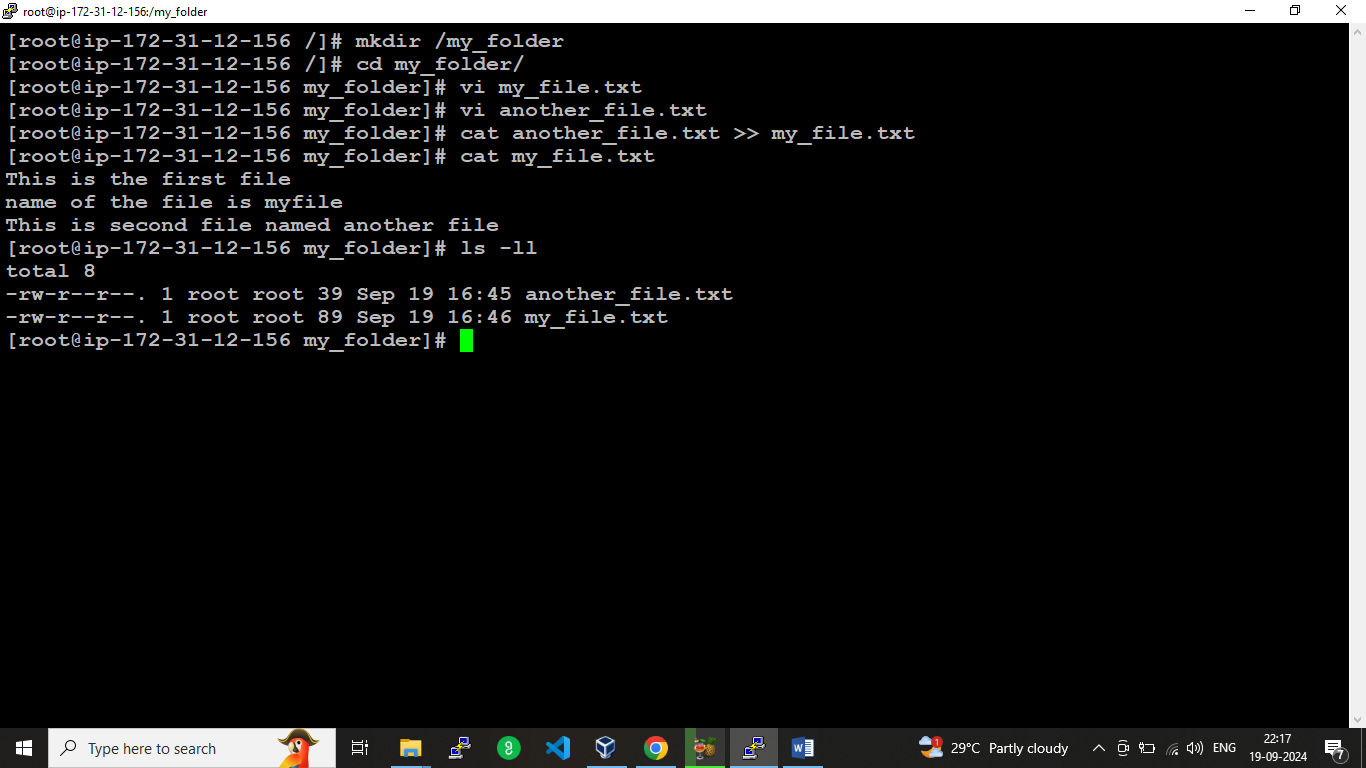 root@ip-172-31-12-156:/my_folder
[root@ip-172-31-12-156 /]# mkdir /my_folder
[root@ip-172-31-12-156 /]# cd my_folder/
[root@ip-172-31-12-156 my_folder]# vi my_file.txt
[root@ip-172-31-12-156 my_folder]# vi another_file.txt
[root@ip-172-31-12-156 my_folder]# cat another_file.txt >> my_file.txt
[root@ip-172-31-12-156 my_folder]# cat my_file.txt
This is the first file
name of the file is myfile
This is second file named another file
[root@ip-172-31-12-156 my_folder]# ls -ll
total 8
-rw-r--r--. 1 root root 39 Sep 19 16:45 another_file.txt
-rw-r--r--. 1 root root 89 Sep 19 16:46 my_file.txt
[root@ip-172-31-12-156 my_folder]#
Type here to search
29°C Partly cloudy
ENG
22:17
19-09-2024
7